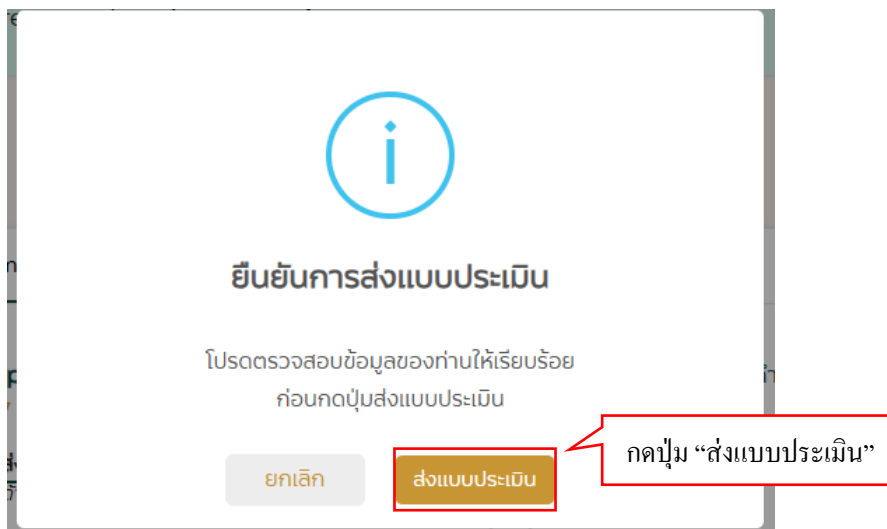 ยืนยันการส่งแบบประเมิน
โปรดตรวจสอบข้อมูลของท่านให้เรียบร้อย
ก่อนกดปุ่มส่งแบบประเมิน
ยกเลิก
ส่งแบบประเมิน
กดปุ่ม “ส่งแบบประเมิน”